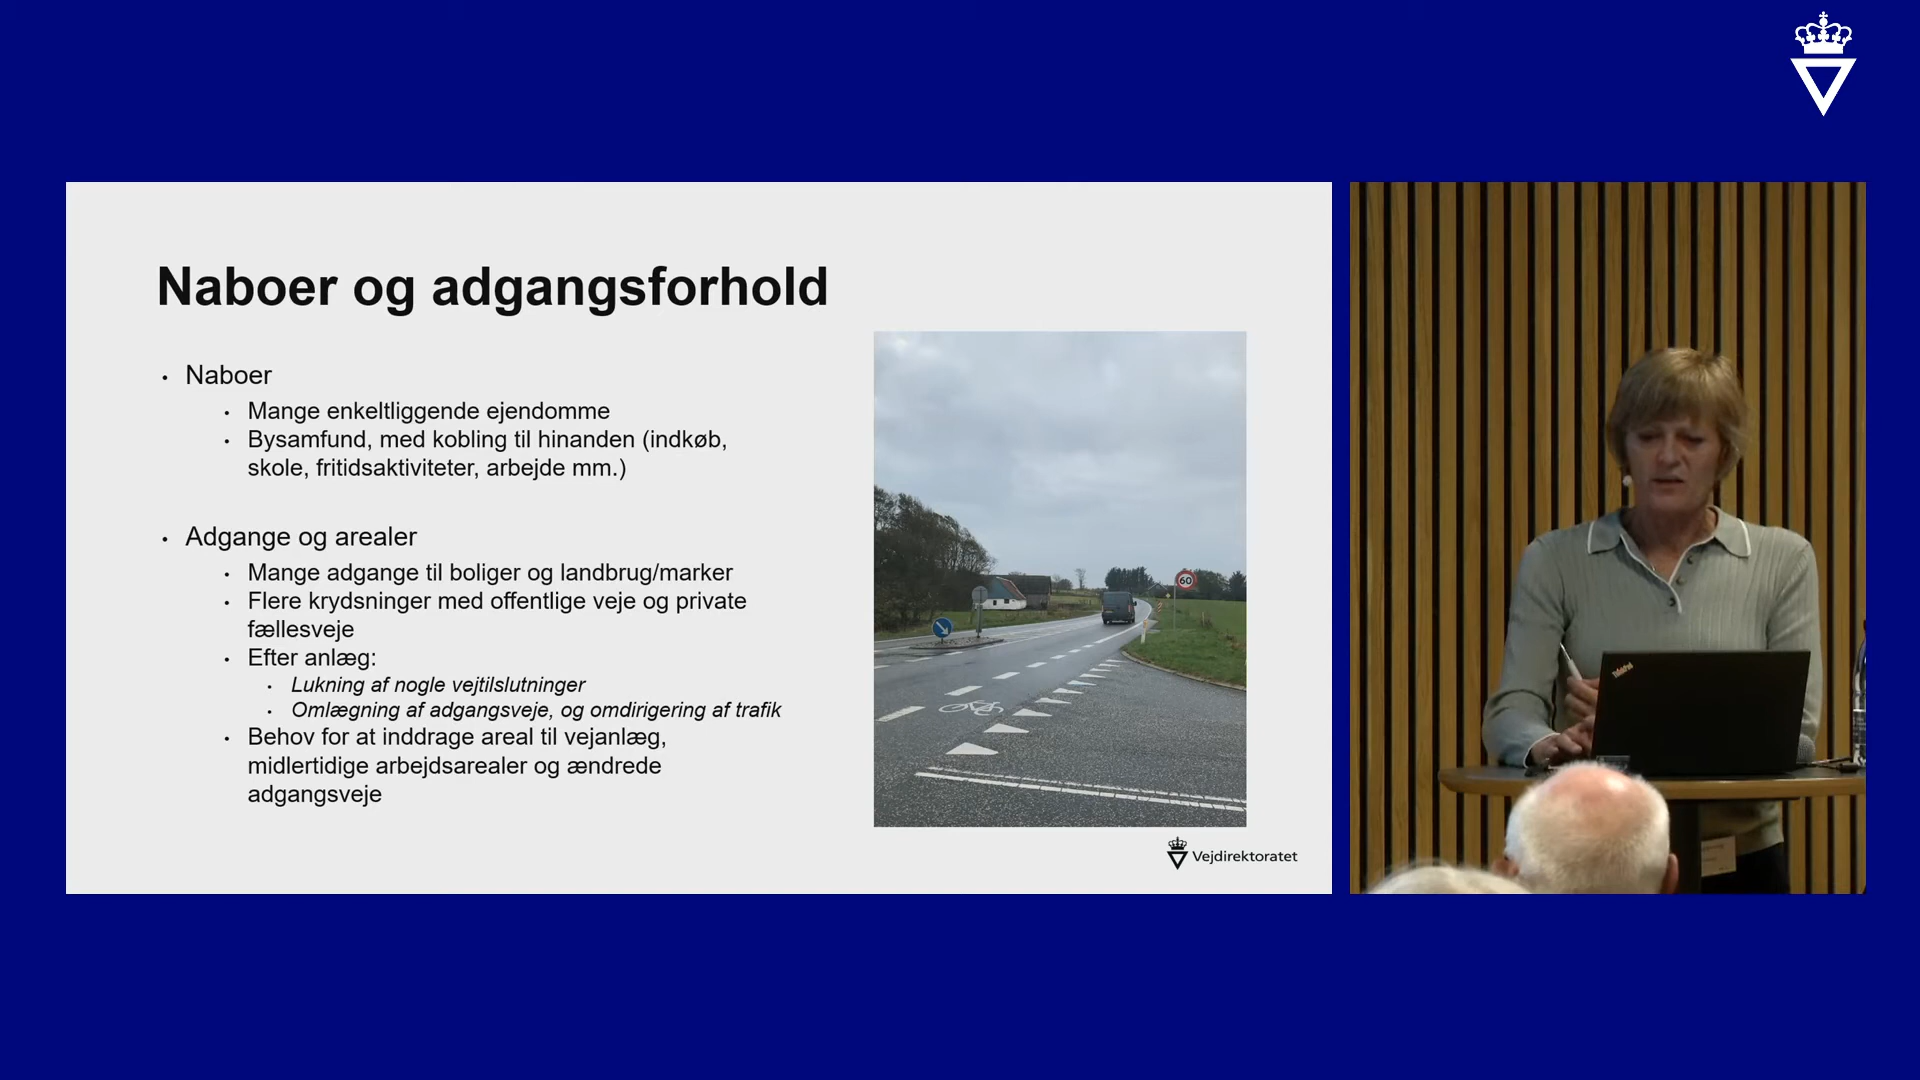 Naboer og adgangsforhold
• Naboer
• Mange enkeltliggende ejendomme
• Bysamfund, med kobling til hinanden (indkøb,
skole, fritidsaktiviteter, arbejde mm.)
• Adgange og arealer
• Mange adgange til boliger og landbrug/marker
• Flere krydsninger med offentlige veje og private
fællesveje
• Efter anlæg:
• Lukning af nogle vejtilslutninger
• Omlægning af adgangsveje, og omdirigering af trafik
• Behov for at inddrage areal til vejanlæg,
midlertidige arbejdsarealer og ændrede
adgangsveje
60
Vejdirektoratet
ThinkPad